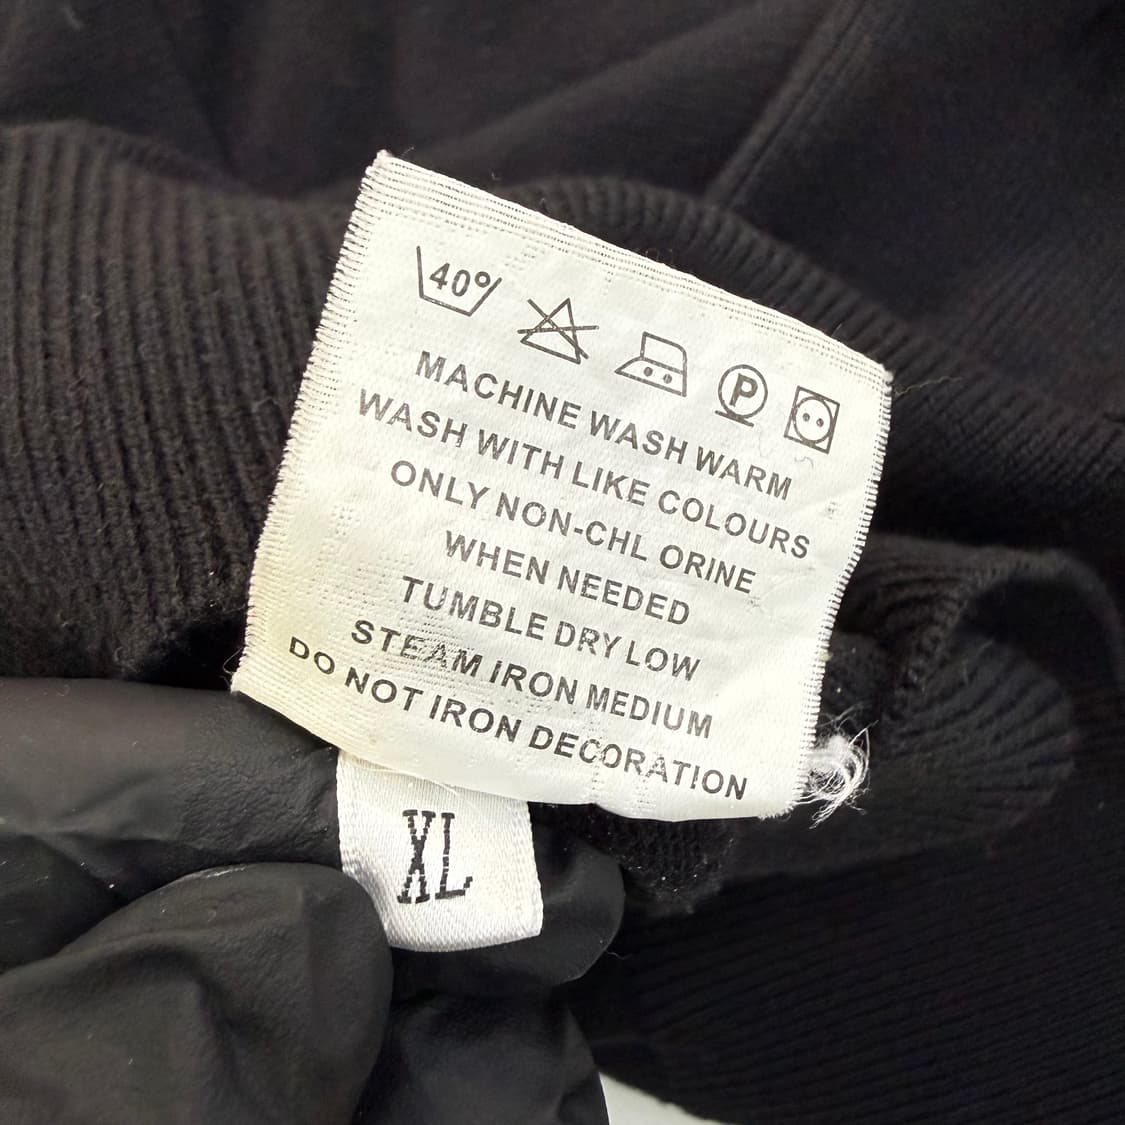 40°
P
MACHINE WASH WARM
WASH WITH LIKE COLOURS
ONLY NON-CHL ORINE
WHEN NEEDED
TUMBLE DRY LOW
STEAM IRON MEDIUM
DO NOT IRON DECORATION
XL